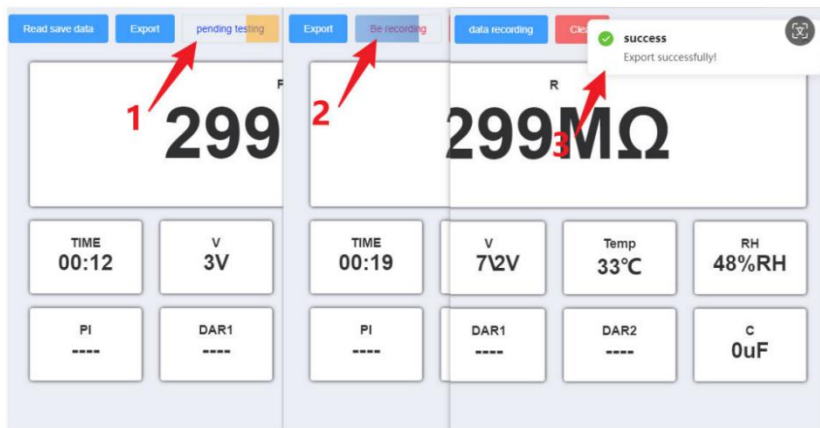 Read save data Export pending testing
1
299
TIME
00:12
V
3V
PI
----
DAR1
----
Export Be recording
2
TIME
00:19
PI
----
data recording
success
Export successfully!
3
R
299MΩ
V
7\2V
Temp
33℃
RH
48%RH
DAR1
----
DAR2
----
C
0uF